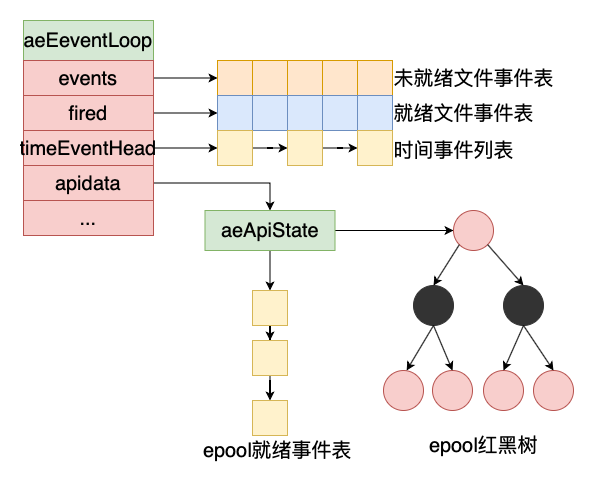 aeEeventLoop
events
未就绪文件事件表
fired
就绪文件事件表
timeEventHead
时间事件列表
apidata
...
aeApiState
epool就绪事件表
epool红黑树